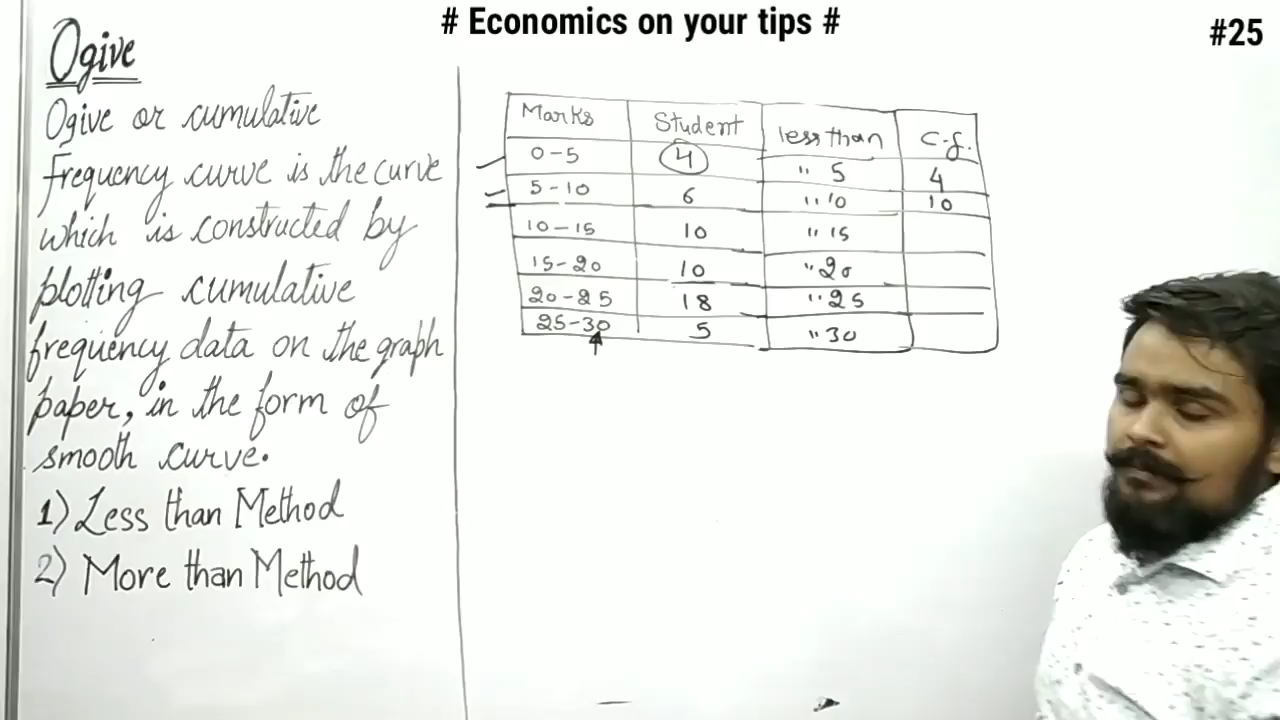 # Economics on your tips #
#25
Ogive
Ogive or cumulative
Frequency curve is the curve
which is constructed by
plotting cumulative
frequency data on the graph
paper, in the form of
smooth curve.
1) Less than Method
2) More than Method
Marks Student less than C.f.
0-5 4 " 5 4
5-10 6 " 10 10
10-15 10 " 15
15-20 10 " 20
20-25 18 " 25
25-30 5 " 30